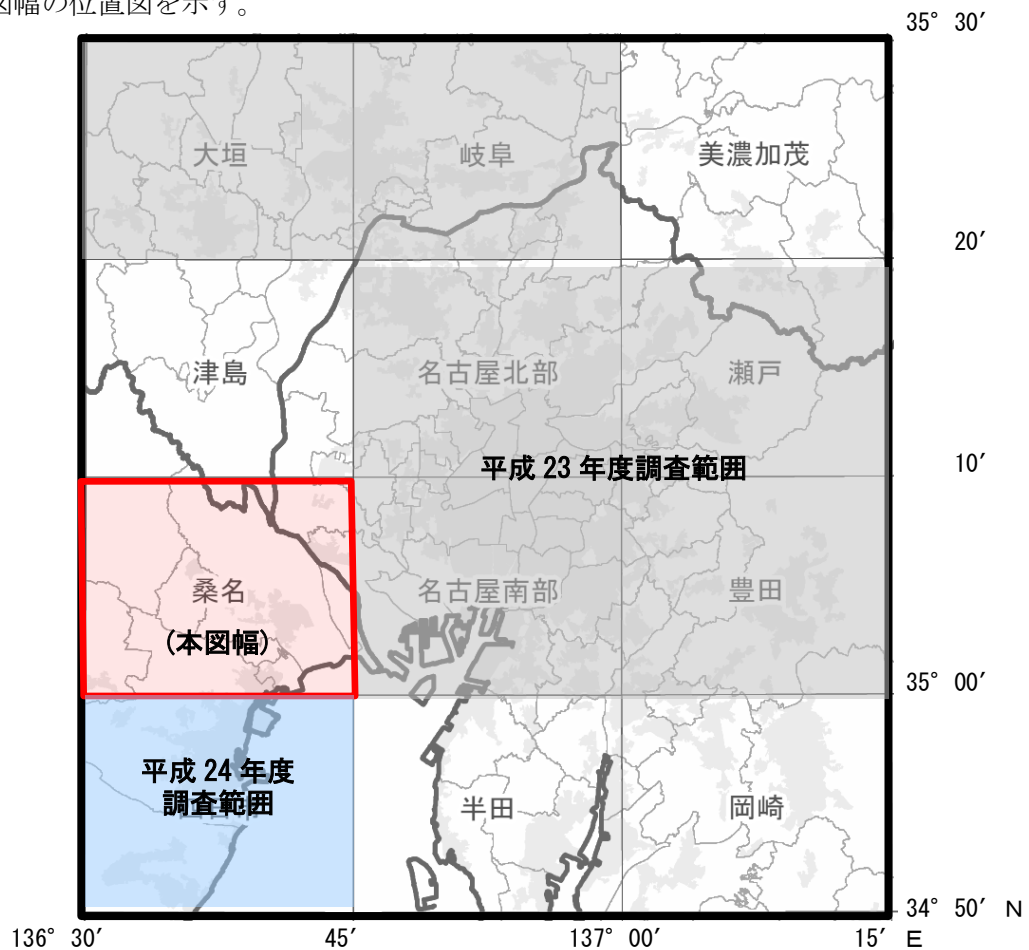 図幅の位置図を示す。
35° 30′
大垣
岐阜
美濃加茂
20′
津島
名古屋北部
瀬戸
平成 23 年度調査範囲
10′
桑名
(本図幅)
名古屋南部
豊田
35° 00′
平成 24 年度
調査範囲
半田
岡崎
34° 50′ N
136° 30′
45′
137° 00′
15′ E